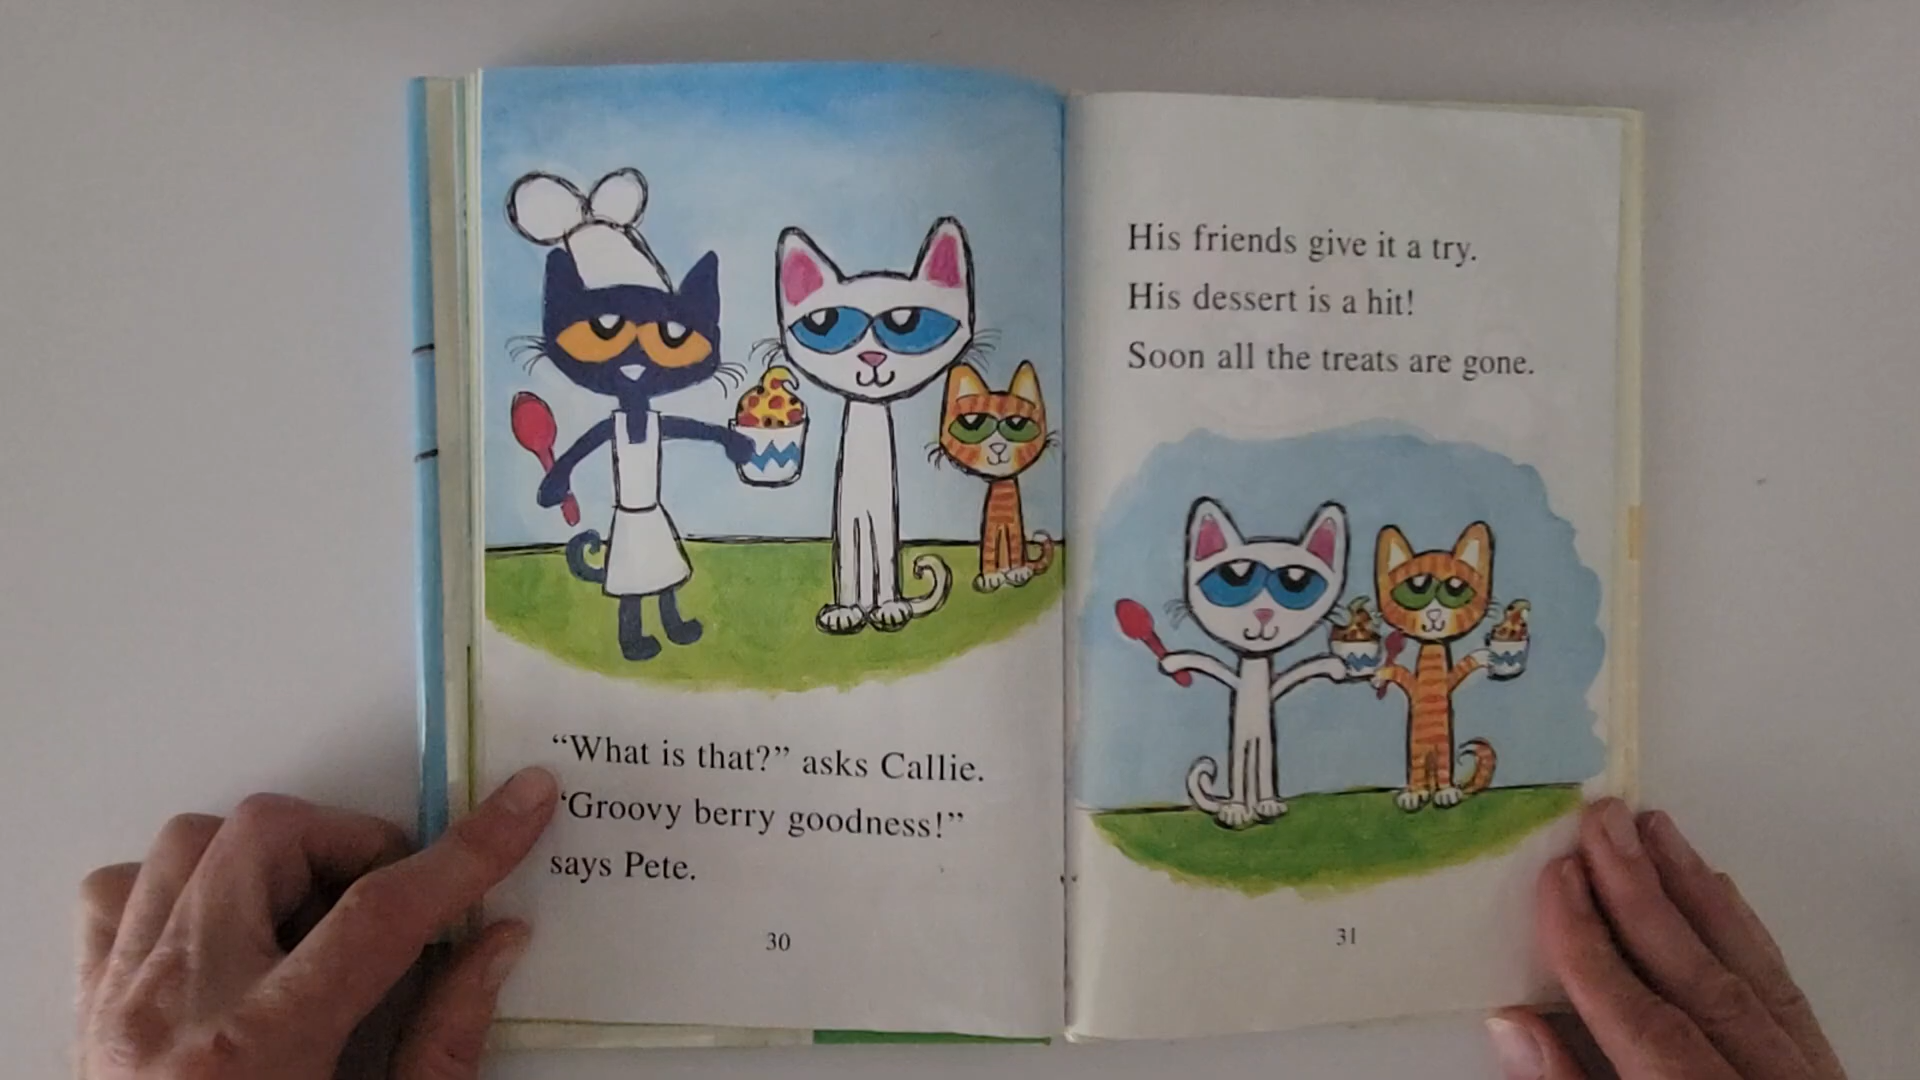 “What is that?” asks Callie.
“Groovy berry goodness!”
says Pete.
30
His friends give it a try.
His dessert is a hit!
Soon all the treats are gone.
31